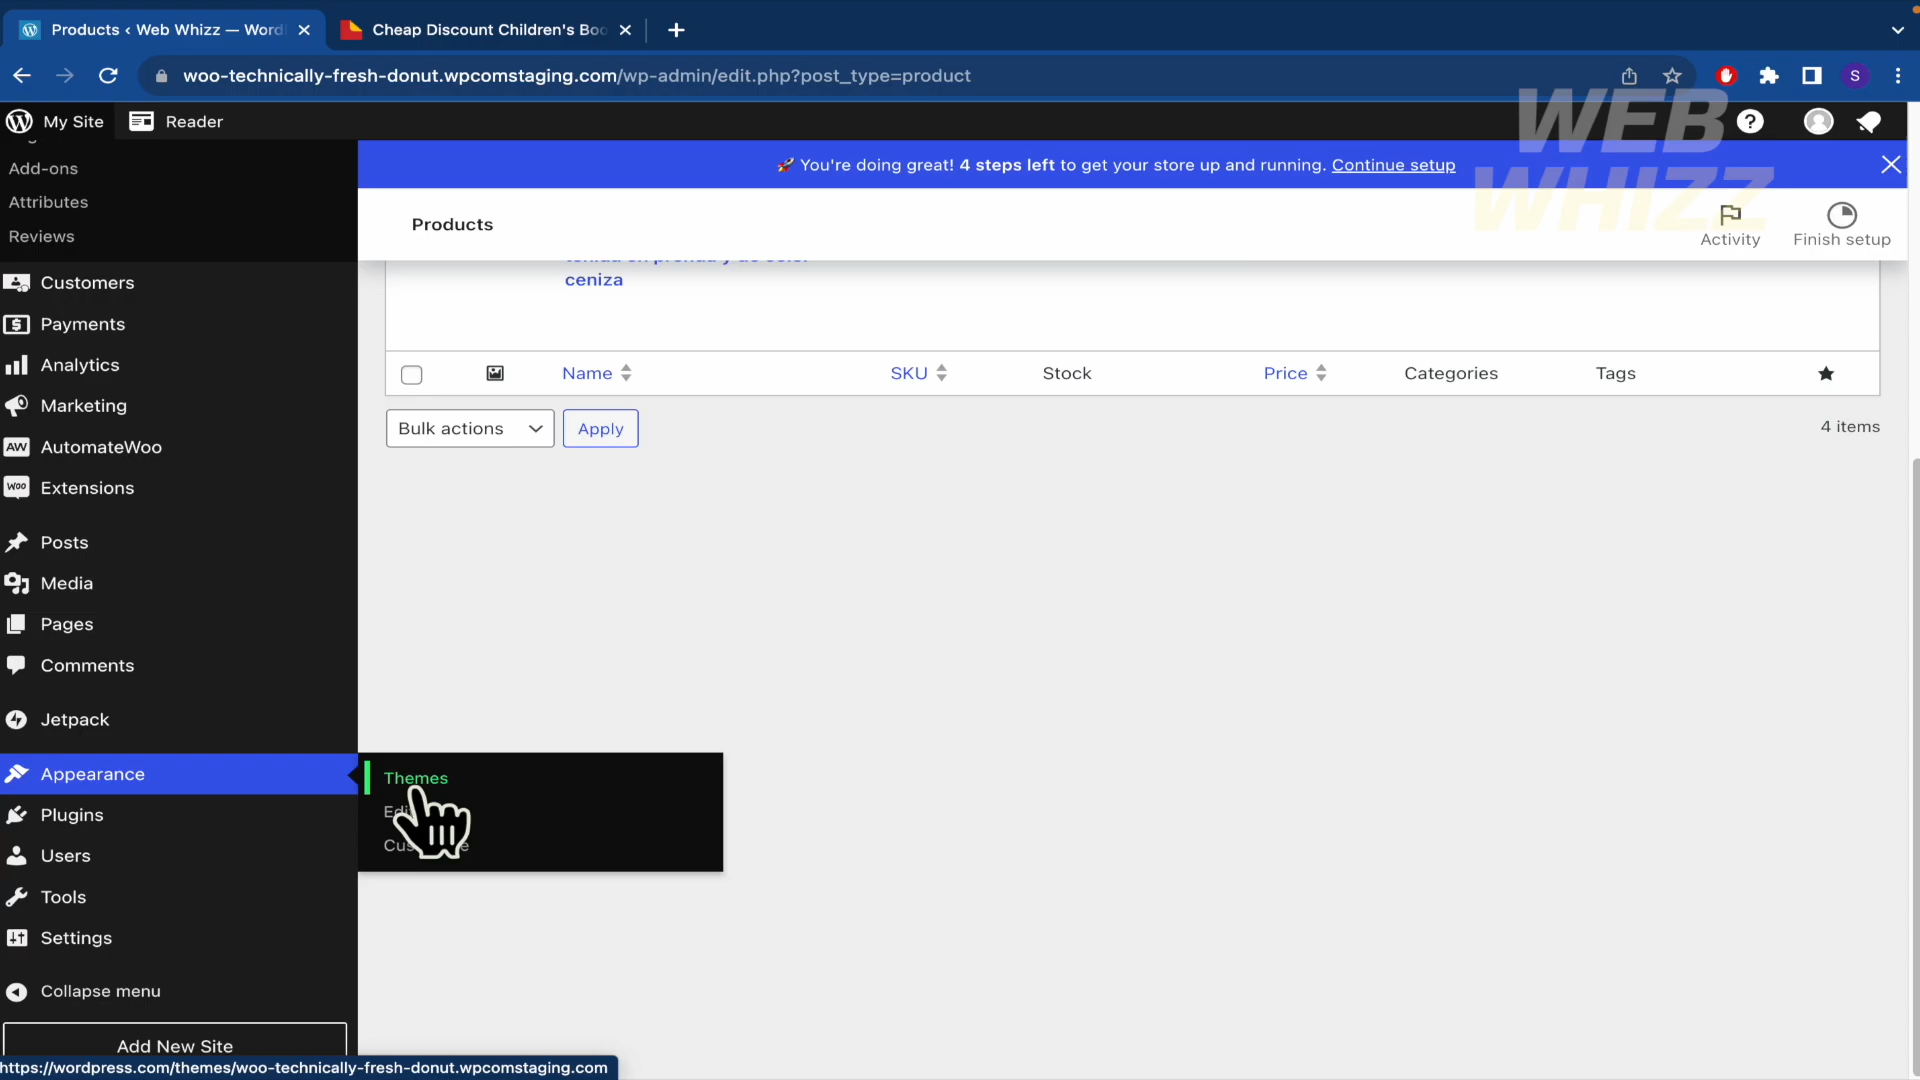 Products < Web Whizz — Word
Cheap Discount Children's Boo
woo-technically-fresh-donut.wpcomstaging.com/wp-admin/edit.php?post_type=product
S
My Site
Reader
WEB
WHIZZ
Add-ons
Attributes
Reviews
🚀 You're doing great! 4 steps left to get your store up and running. Continue setup
Products
Activity
Finish setup
ceniza
Customers
Payments
Analytics
Marketing
AW AutomateWoo
Woo Extensions
Posts
Media
Pages
Comments
Jetpack
Appearance
Plugins
Users
Tools
Settings
Collapse menu
Add New Site
Name
SKU
Stock
Price
Categories
Tags
Bulk actions
Apply
4 items
Themes
https://wordpress.com/themes/woo-technically-fresh-donut.wpcomstaging.com